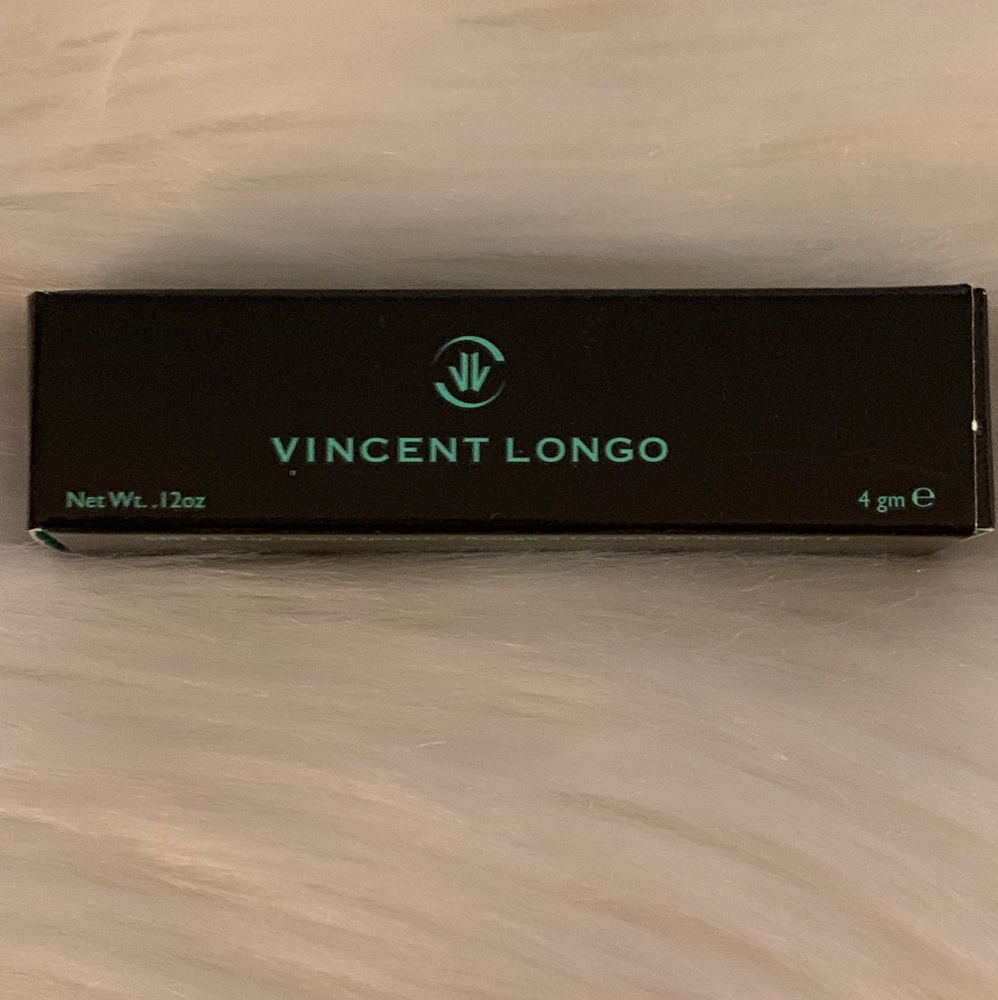 VINCENT LONGO
Net Wt. .12oz
4 gm ℮